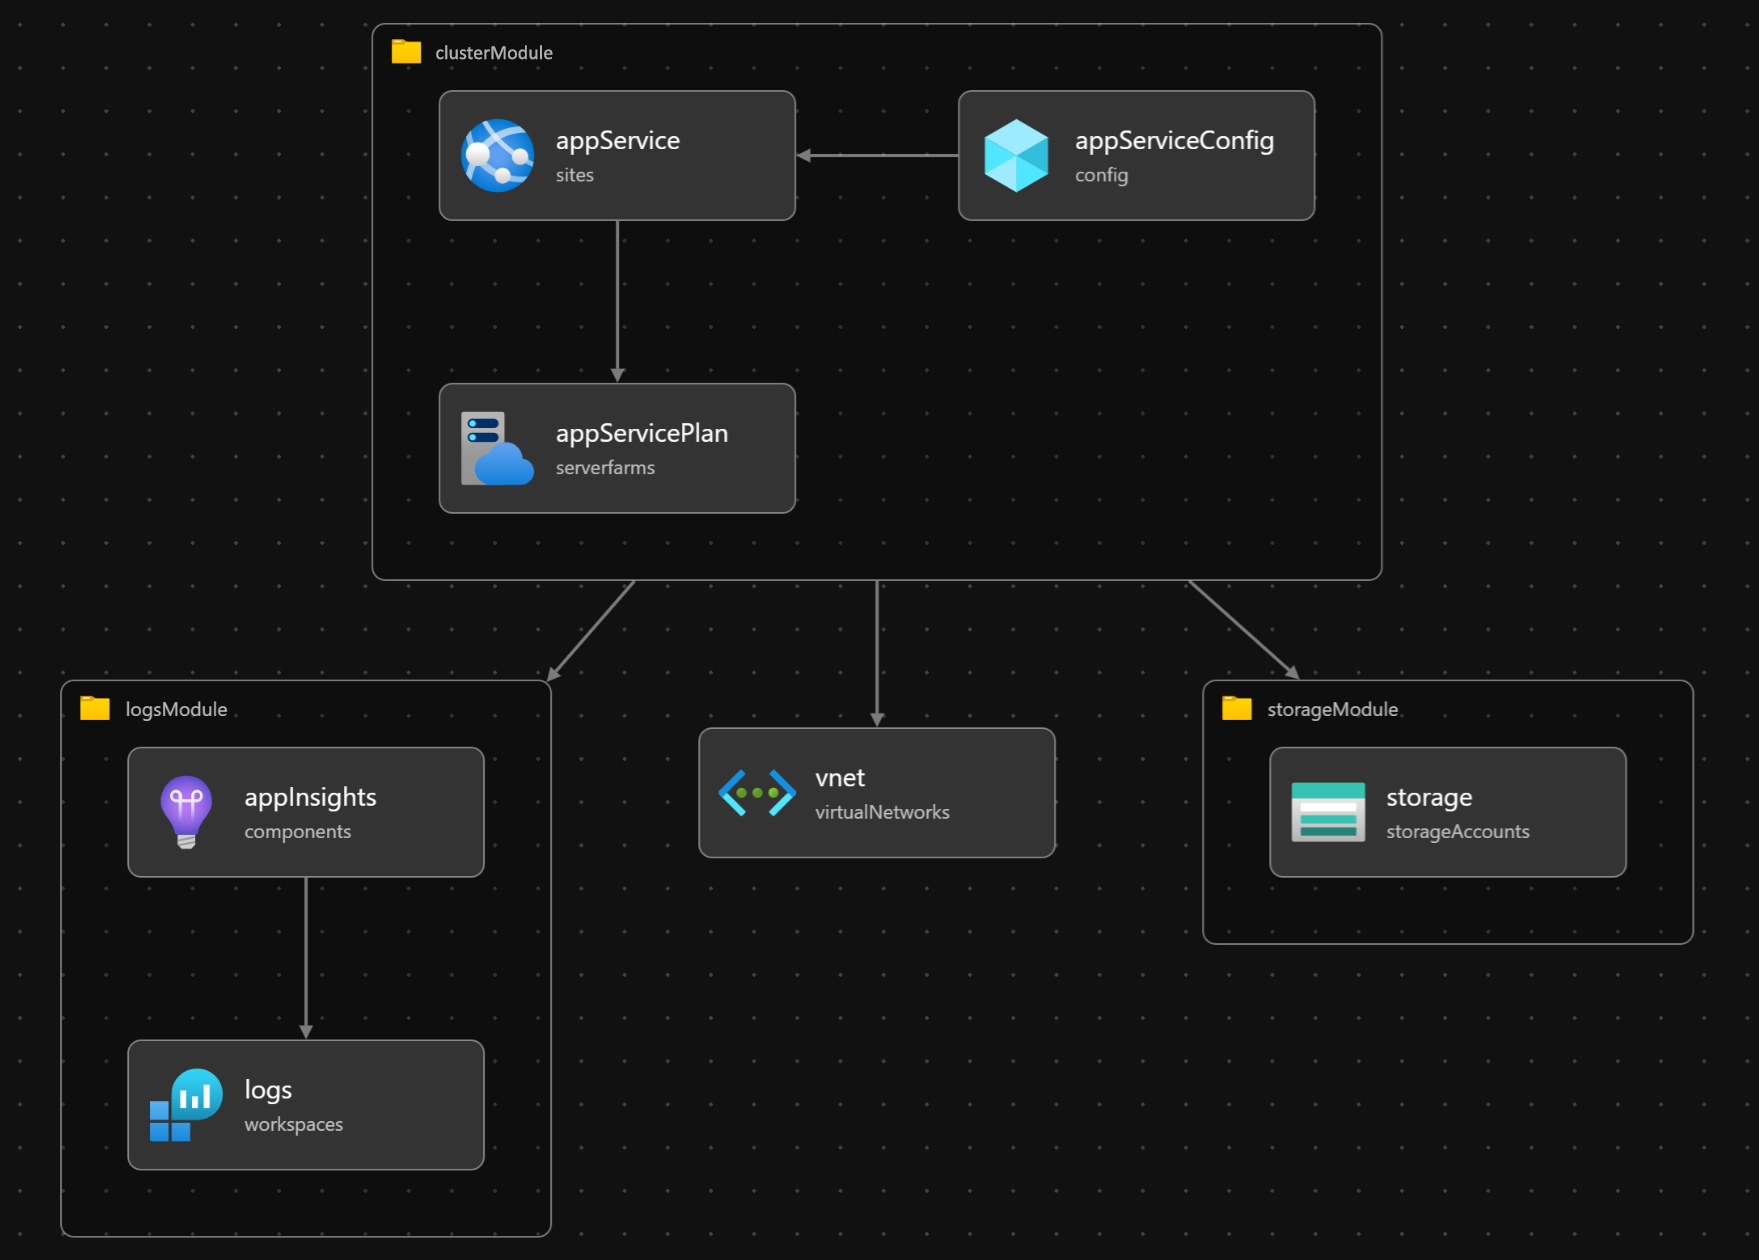 clusterModule
appService
sites
appServiceConfig
config
appServicePlan
serverfarms
logsModule
appInsights
components
logs
workspaces
vnet
virtualNetworks
storageModule
storage
storageAccounts